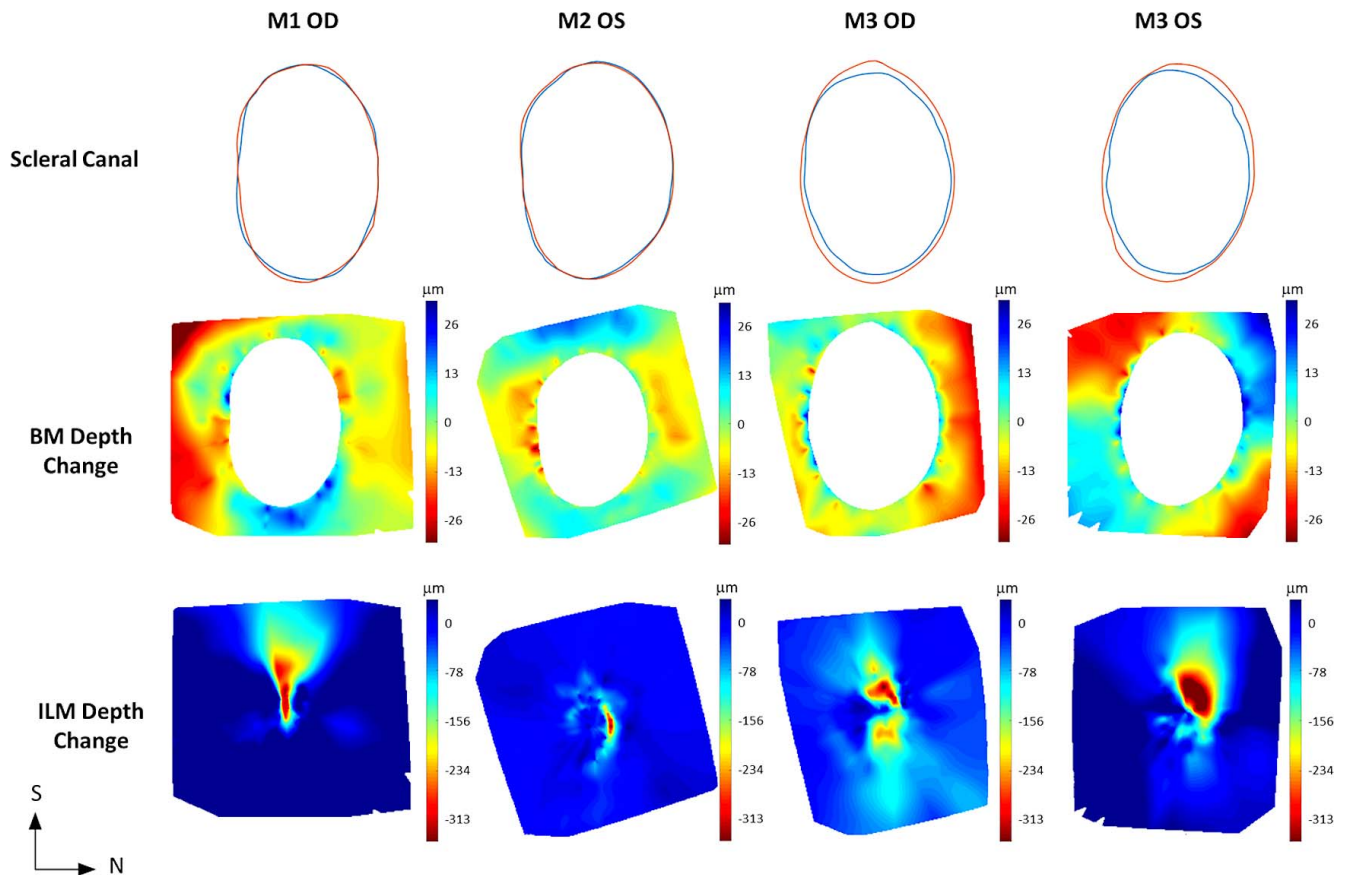 M1 OD
M2 OS
M3 OD
M3 OS
Scleral Canal
BM Depth
Change
µm
26
13
0
-13
-26
µm
26
13
0
-13
-26
µm
26
13
0
-13
-26
µm
26
13
0
-13
-26
ILM Depth
Change
µm
0
-78
-156
-234
-313
µm
0
-78
-156
-234
-313
µm
0
-78
-156
-234
-313
µm
0
-78
-156
-234
-313
S
N